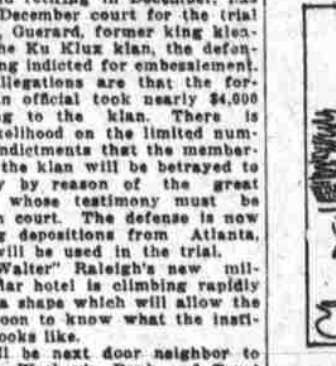 December court for the trial
Guerard, former king klea-
he Ku Klux klan, the defen-
ng indicted for embesslement.
llegations are that the for-
n official took nearly $4,000
g to the klan. There is
kelihood on the limited num-
ndictments that the member-
the klan will be betrayed to
y by reason of the great
whose testimony must be
n court. The defense is now
g depositions from Atlanta,
vill be used in the trial.
Walter" Raleigh's new mil-
lar hotel is climbing rapidly
a shape which will allow the
oon to know what the insti-
ooks like.
ll be next door neighbor to